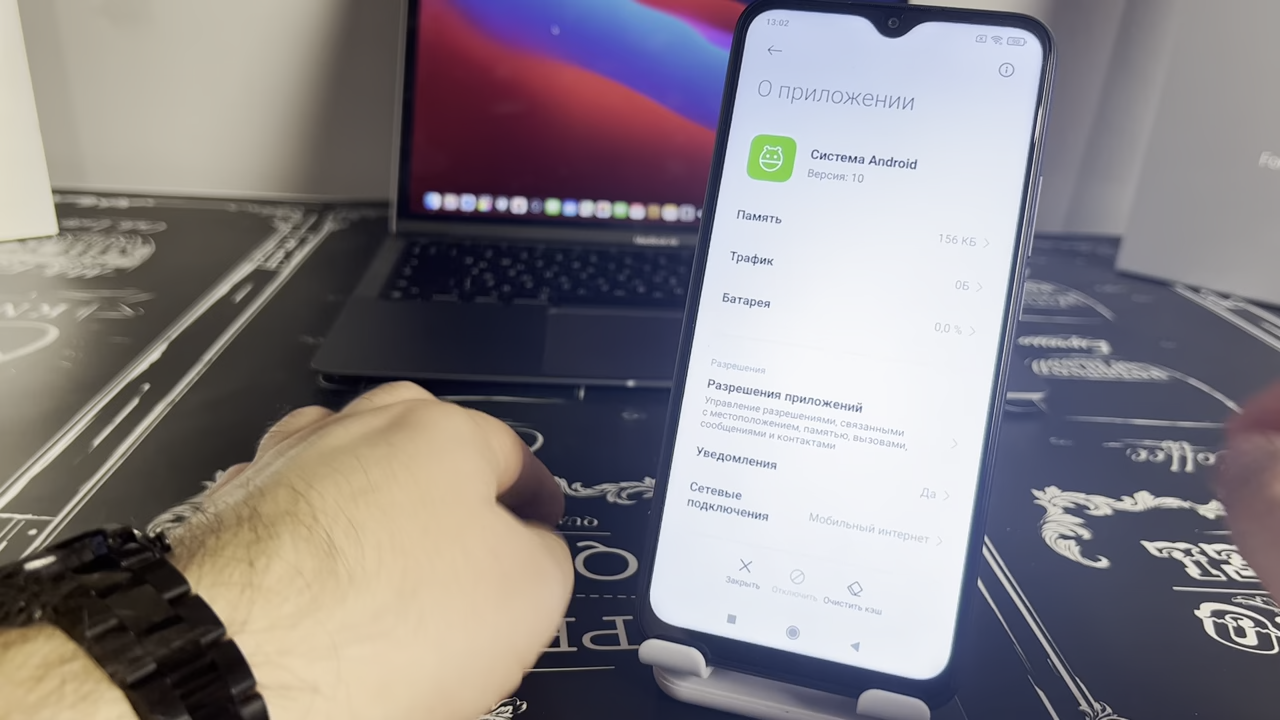 13:02
О приложении
Система Android
Версия: 10
Память
156 КБ
Трафик
0Б
Батарея
0,0 %
Разрешения
Разрешения приложений
Управление разрешениями, связанными
с местоположением, памятью, вызовами,
сообщениями и контактами
Уведомления
Да
Сетевые
подключения
Мобильный интернет
Закрыть
Отключить
Очистить кэш
offee